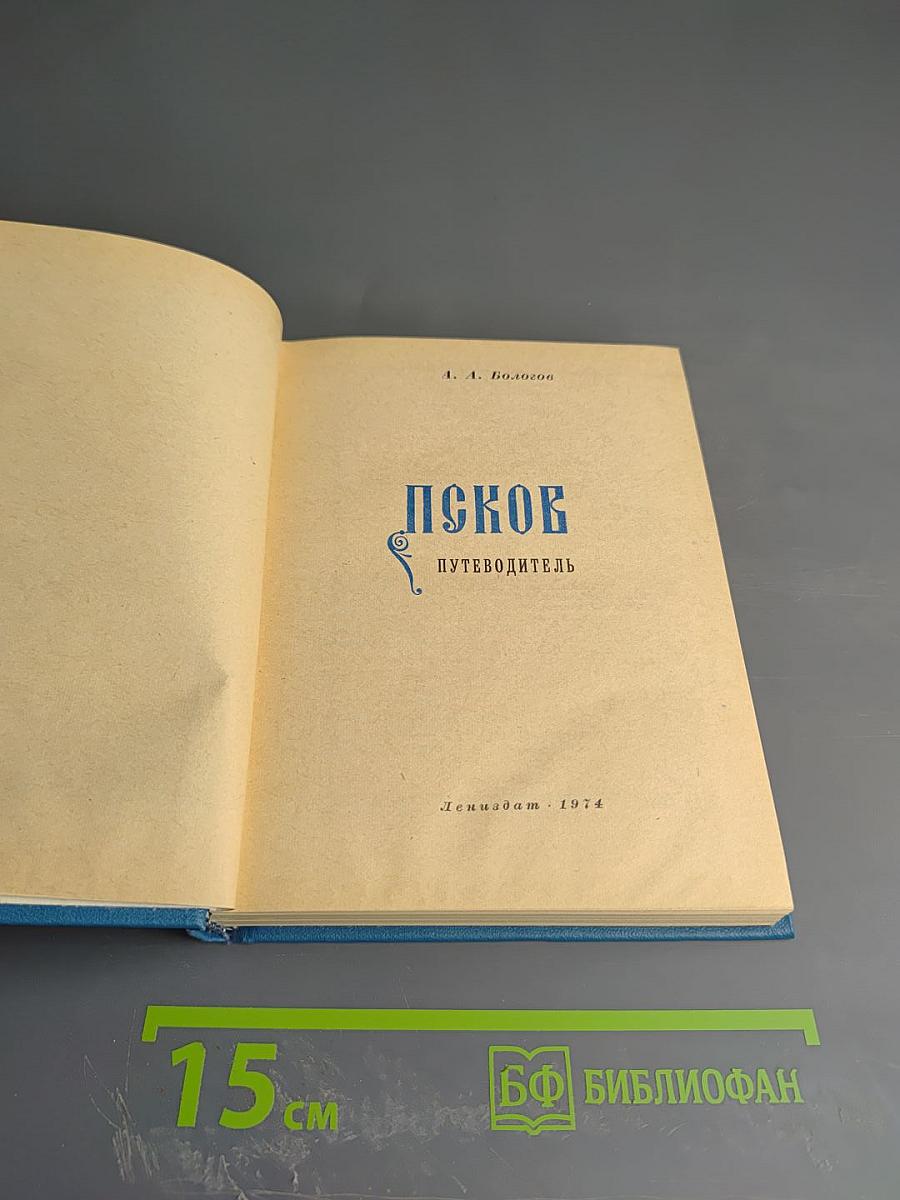 А. А. Бологов
ПСКОВ
ПУТЕВОДИТЕЛЬ
Лениздат · 1974
15 см
БФ БИБЛИОФАН